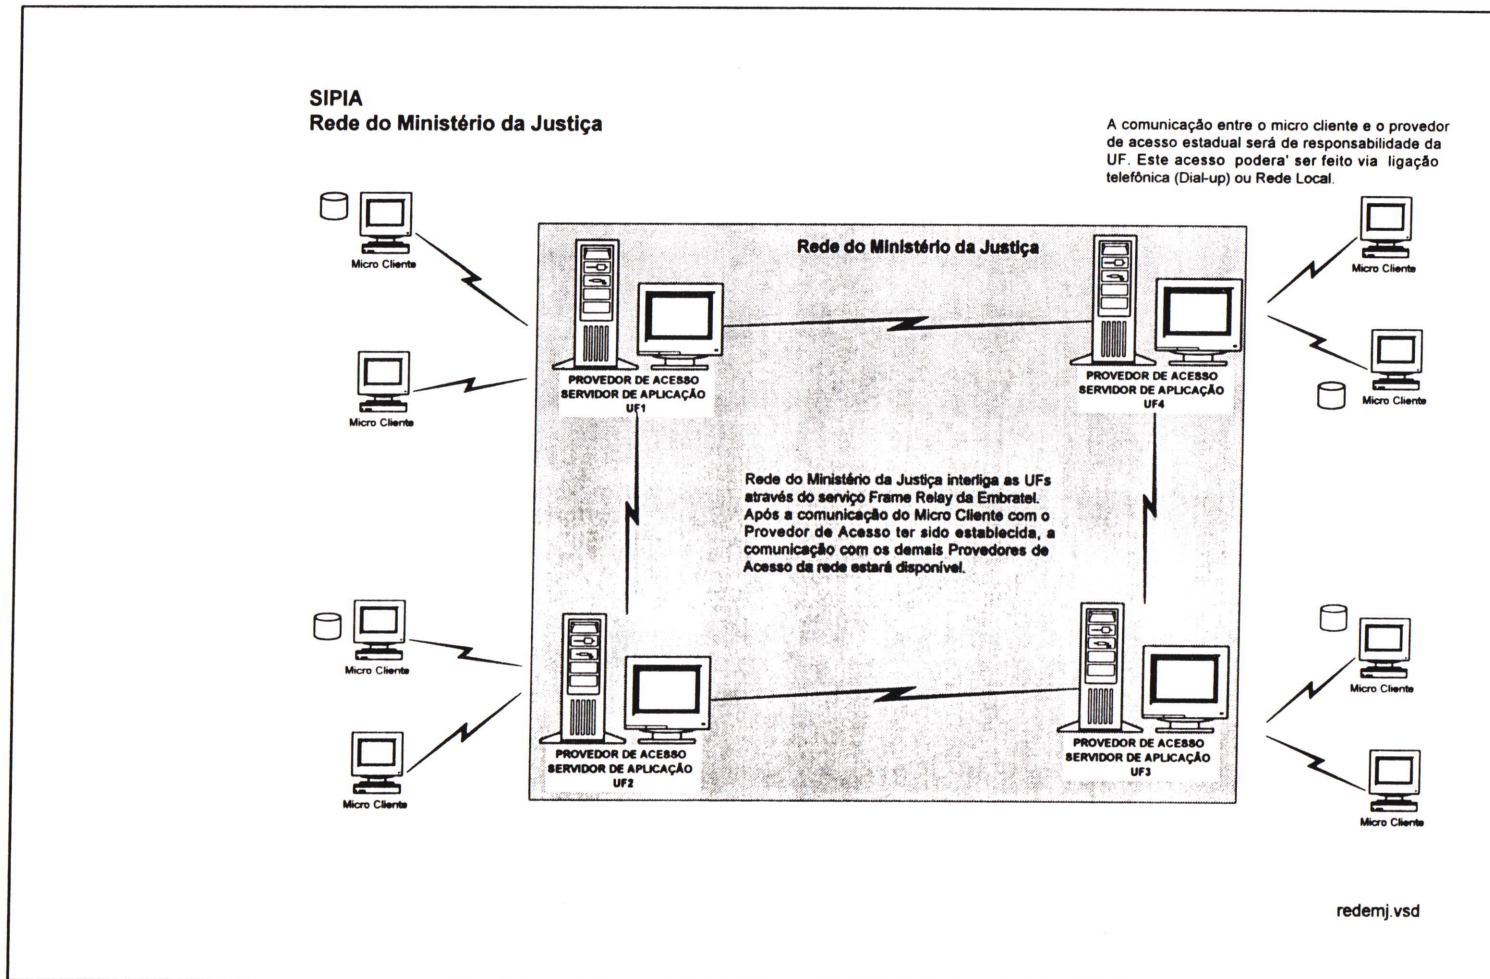 SIPIA
Rede do Ministério da Justiça
A comunicação entre o micro cliente e o provedor
de acesso estadual será de responsabilidade da
UF. Este acesso podera' ser feito via ligação
telefônica (Dial-up) ou Rede Local.
Micro Cliente
Micro Cliente
Rede do Ministério da Justiça
Micro Cliente
Micro Cliente
PROVEDOR DE ACESSO
SERVIDOR DE APLICAÇÃO
UF1
PROVEDOR DE ACESSO
SERVIDOR DE APLICAÇÃO
UF4
Rede do Ministério da Justiça interliga as UFs
através do serviço Frame Relay da Embratel.
Após a comunicação do Micro Cliente com o
Provedor de Acesso ter sido establecida, a
comunicação com os demais Provedores de
Acesso da rede estará disponível.
Micro Cliente
Micro Cliente
Micro Cliente
Micro Cliente
PROVEDOR DE ACESSO
SERVIDOR DE APLICAÇÃO
UF2
PROVEDOR DE ACESSO
SERVIDOR DE APLICAÇÃO
UF3
redemj.vsd